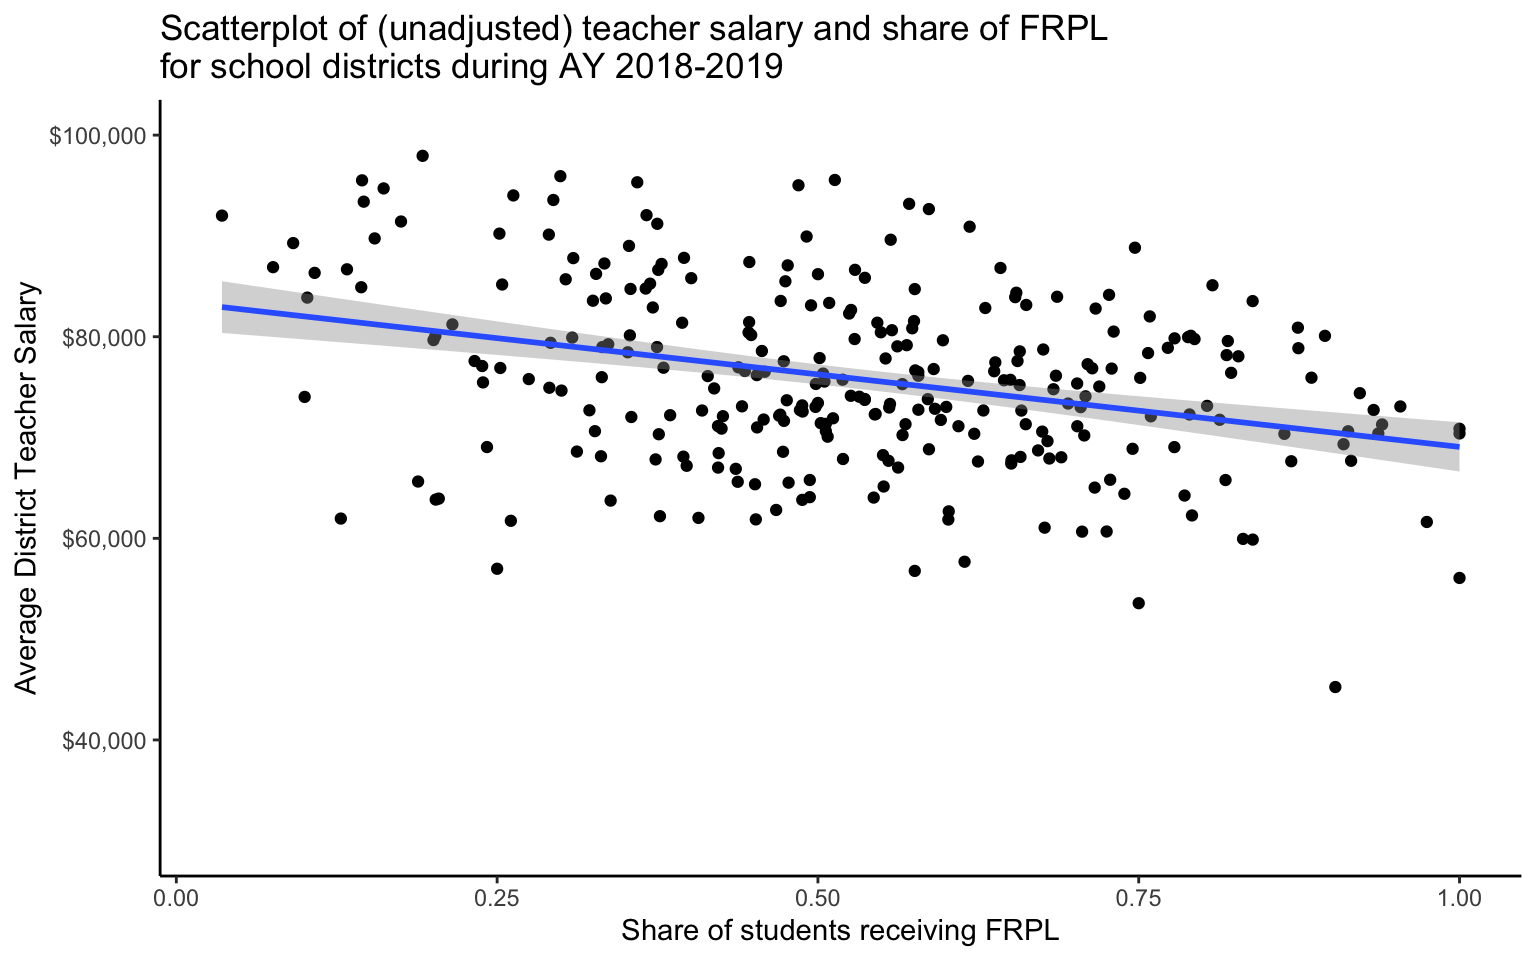 Scatterplot of (unadjusted) teacher salary and share of FRPL
for school districts during AY 2018-2019
Average District Teacher Salary
$100,000
$80,000
$60,000
$40,000
0.00 0.25 0.50 0.75 1.00
Share of students receiving FRPL